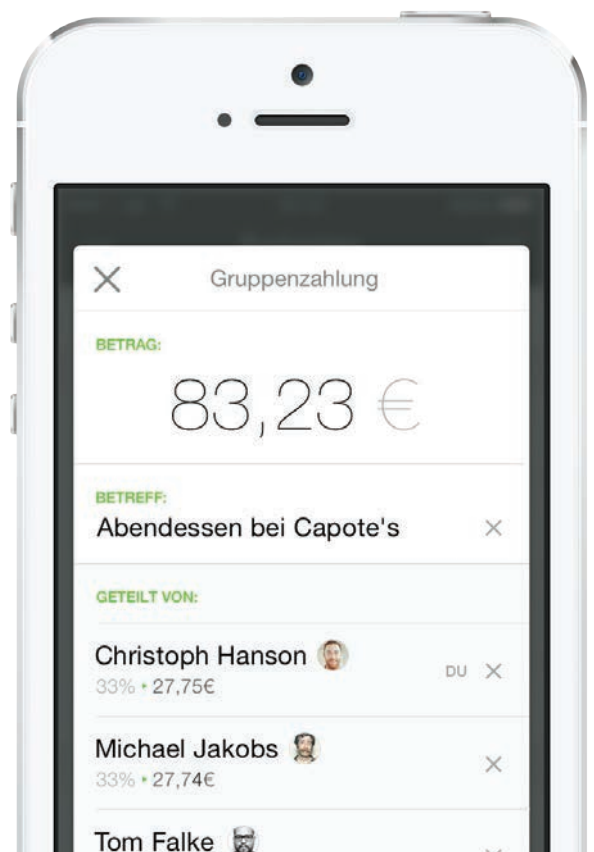 Gruppenzahlung
BETRAG:
83,23 €
BETREFF:
Abendessen bei Capote's
GETEILT VON:
Christoph Hanson
DU
33% • 27,75€
Michael Jakobs
33% • 27,74€
Tom Falke